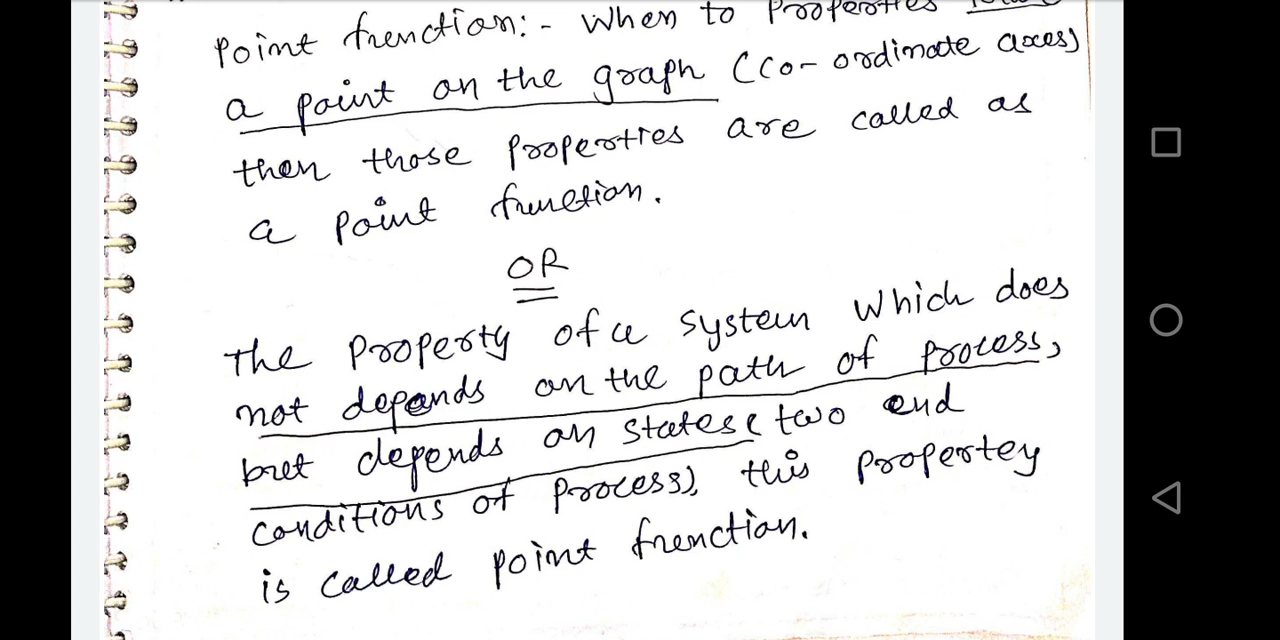 Point function:- When to Properties
a point on the graph (co-ordinate axes)
then those Properties are called as
a point function.
OR
The Property of a system which does
not depends on the path of process,
but depends on states (two end
conditions of process), this propertey
is called point function.